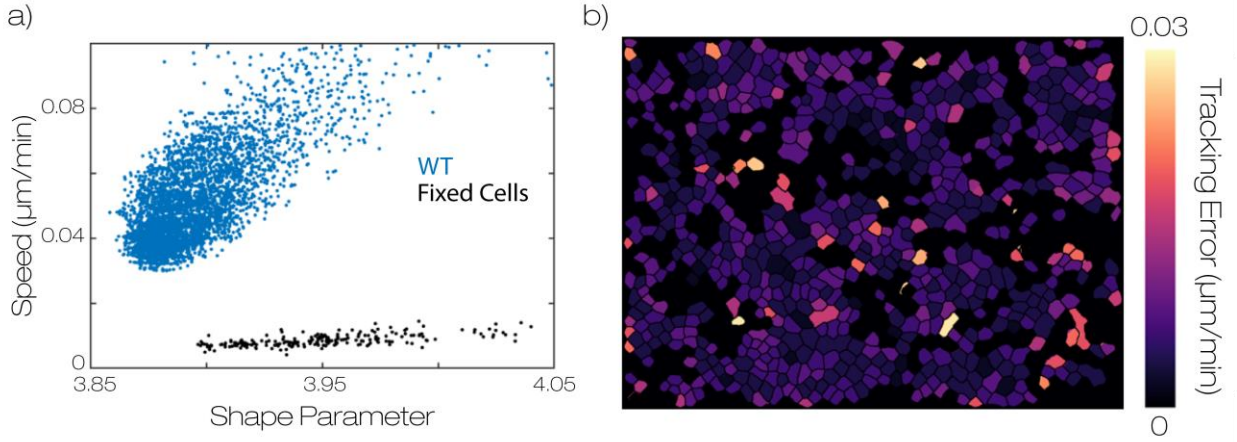 a)
Speed (μm/min)
0.08
0.04
0
3.85
3.95
4.05
Shape Parameter
WT
Fixed Cells
b)
0.03
Tracking Error (μm/min)
0